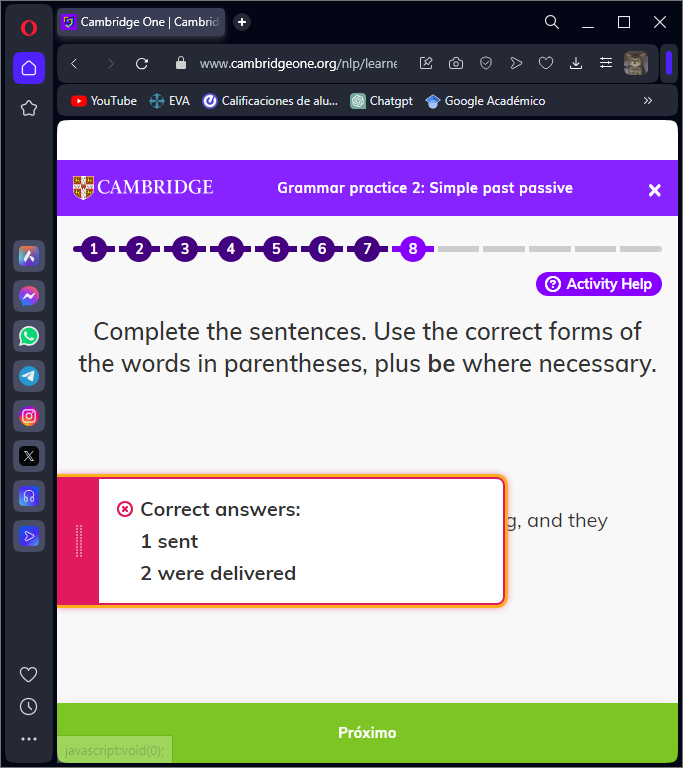 Cambridge One | Cambrid
www.cambridgeone.org/nlp/learne
YouTube
EVA
Calificaciones de alu...
Chatgpt
Google Académico
CAMBRIDGE
Grammar practice 2: Simple past passive
1 2 3 4 5 6 7 8
Activity Help
Complete the sentences. Use the correct forms of
the words in parentheses, plus be where necessary.
g, and they
Correct answers:
1 sent
2 were delivered
Próximo
javascript:void(0);